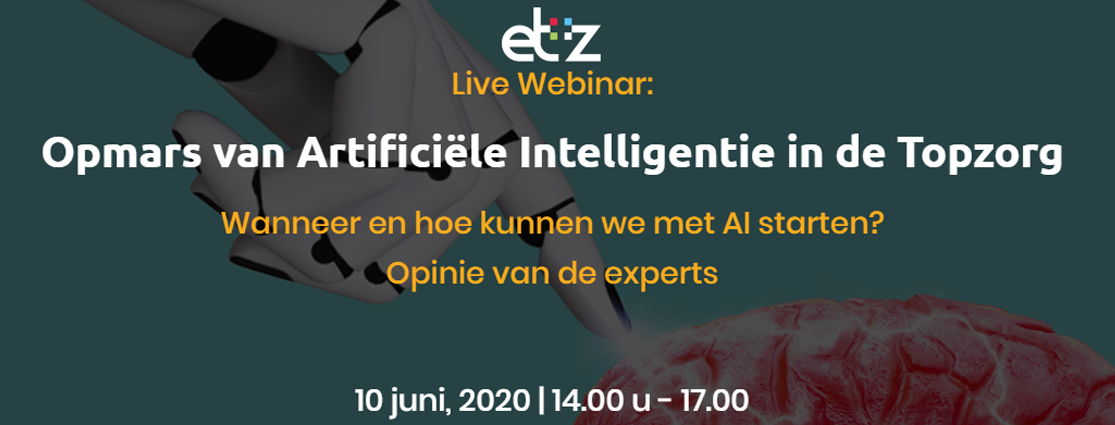 etz
Live Webinar:
Opmars van Artificiële Intelligentie in de Topzorg
Wanneer en hoe kunnen we met AI starten?
Opinie van de experts
10 juni, 2020 | 14.00 u - 17.00